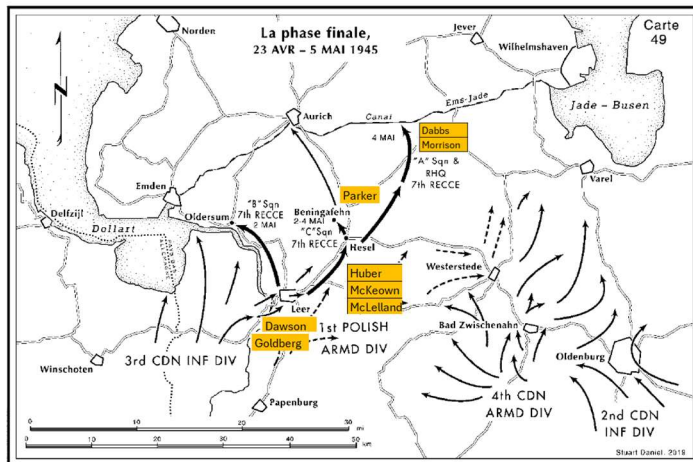 La phase finale,
23 AVR – 5 MAI 1945
Carte
49
Norden
Jever
Wilhelmshaven
Jade – Busen
Aurich
Canal
Ems-Jade
4 MAI
Dabbs
Morrison
"A" Sqn &
RHQ
7th RECCE
Varel
Emden
Parker
"B" Sqn
7th RECCE
2 MAI
Oldersum
Beningafehn
2-4 MAI
"C" Sqn
7th RECCE
Delfzijl
Dollart
Hesel
Westerstede
Huber
McKeown
McLelland
Leer
Dawson
Goldberg
1st POLISH
ARMD DIV
Bad Zwischenahn
Oldenburg
3rd CDN INF DIV
Winschoten
Papenburg
4th CDN
ARMD DIV
2nd CDN
INF DIV
0
10
20
30
mi
0
10
20
30
40
50
km
Stuart Daniel. 2019